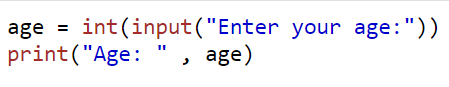 age = int(input("Enter your age:"))
print("Age: " , age)